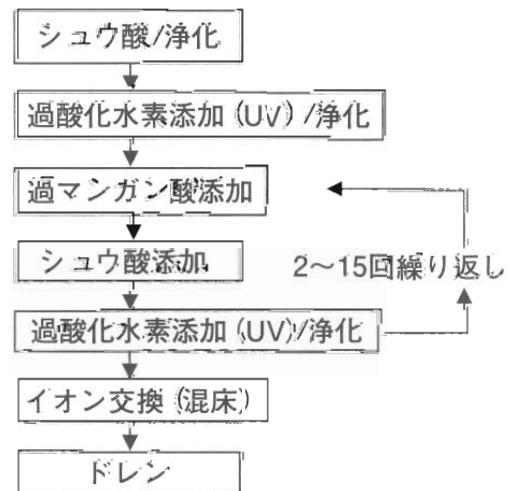 シュウ酸/浄化
過酸化水素添加(UV)/浄化
過マンガン酸添加
シュウ酸添加
2〜15回繰り返し
過酸化水素添加(UV)/浄化
イオン交換(混床)
ドレン